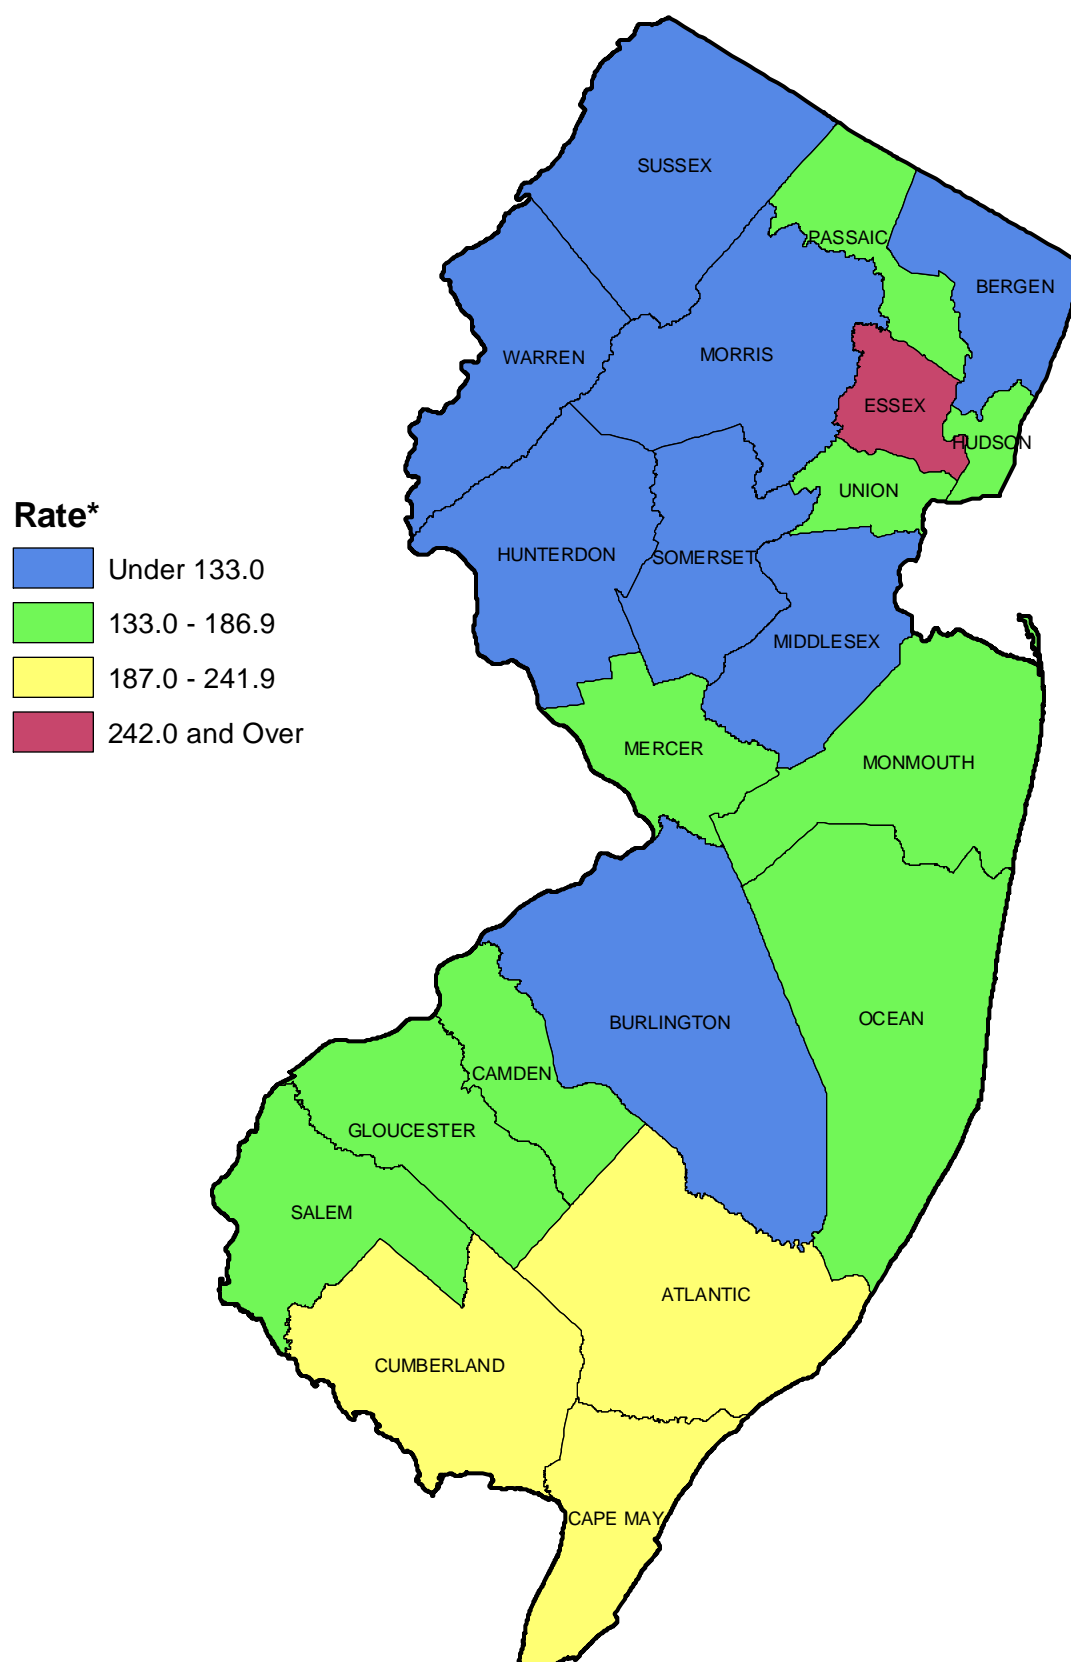 SUSSEX
PASSAIC
BERGEN
WARREN
MORRIS
ESSEX
HUDSON
UNION
Rate*
Under 133.0
133.0 - 186.9
187.0 - 241.9
242.0 and Over
HUNTERDON
SOMERSET
MIDDLESEX
MERCER
MONMOUTH
OCEAN
BURLINGTON
CAMDEN
GLOUCESTER
SALEM
ATLANTIC
CUMBERLAND
CAPE MAY